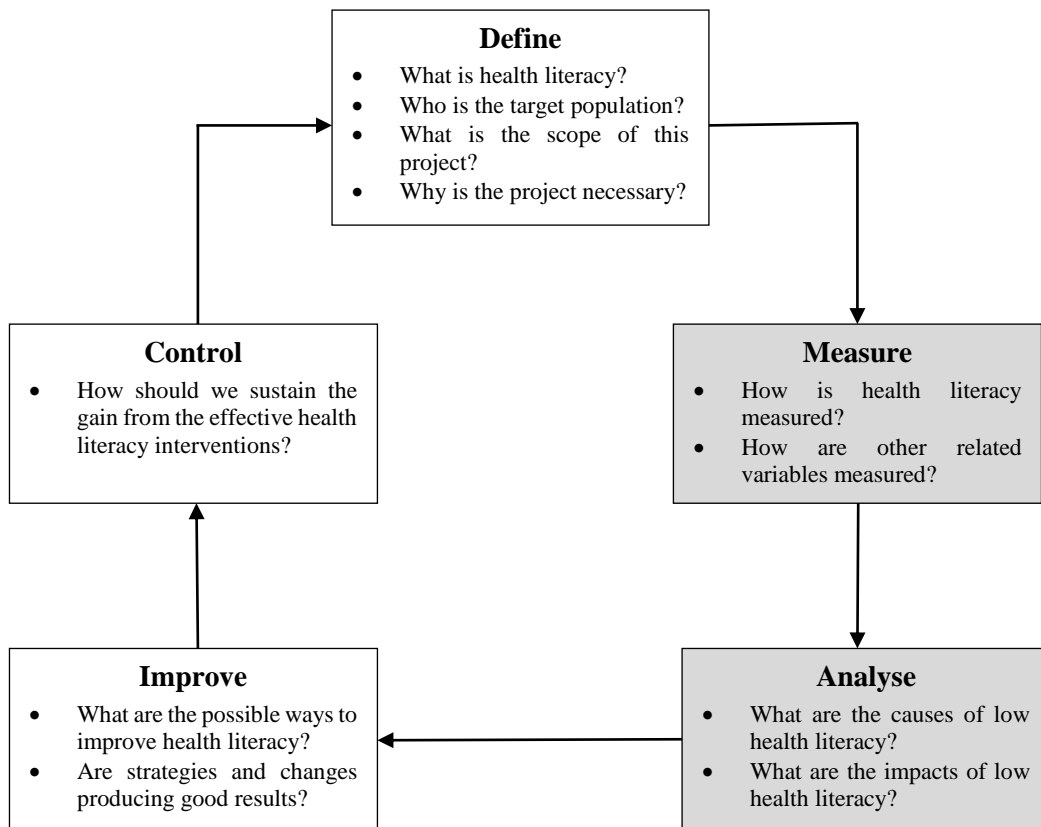 Define
• What is health literacy?
• Who is the target population?
• What is the scope of this
project?
• Why is the project necessary?
Control
• How should we sustain the
gain from the effective health
literacy interventions?
Measure
• How is health literacy
measured?
• How are other related
variables measured?
Improve
• What are the possible ways to
improve health literacy?
• Are strategies and changes
producing good results?
Analyse
• What are the causes of low
health literacy?
• What are the impacts of low
health literacy?